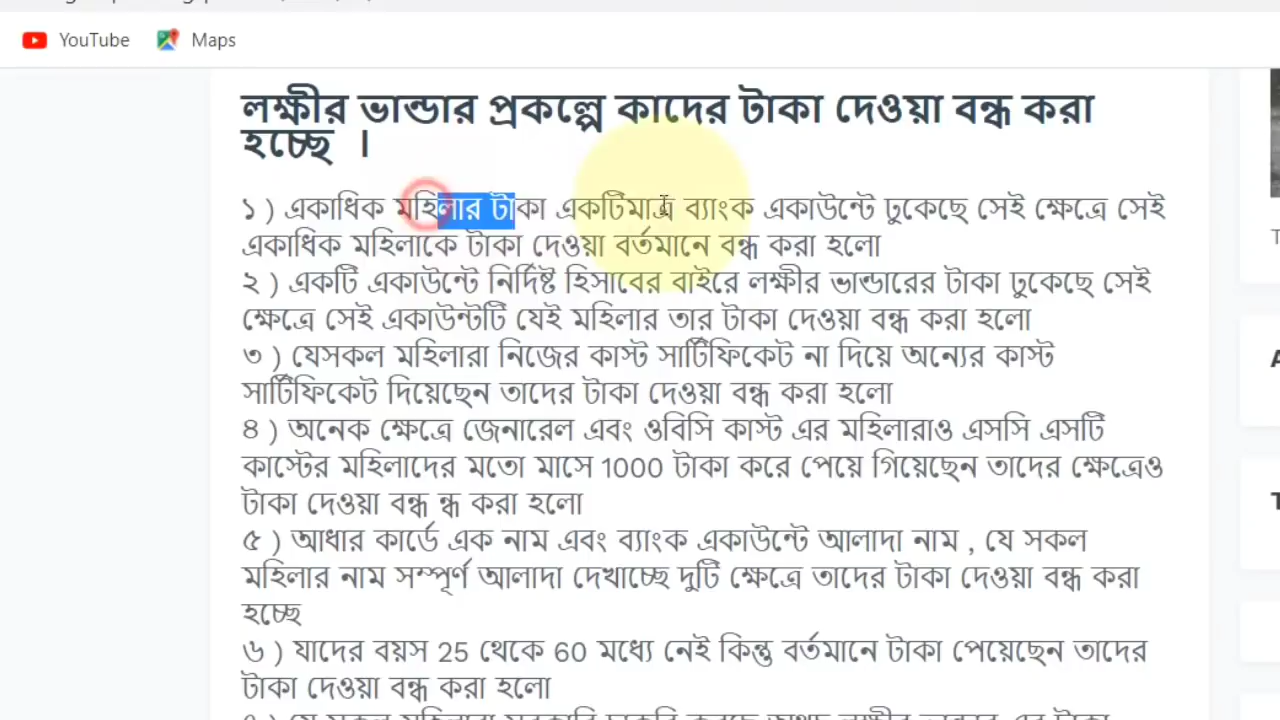 YouTube
Maps
লক্ষীর ভান্ডার প্রকল্পে কাদের টাকা দেওয়া বন্ধ করা
হচ্ছে ।
১ ) একাধিক মহিলার টাকা একটিমাত্র ব্যাংক একাউন্টে ঢুকেছে সেই ক্ষেত্রে সেই
একাধিক মহিলাকে টাকা দেওয়া বর্তমানে বন্ধ করা হলো
২ ) একটি একাউন্টে নির্দিষ্ট হিসাবের বাইরে লক্ষীর ভান্ডারের টাকা ঢুকেছে সেই
ক্ষেত্রে সেই একাউন্টটি যেই মহিলার তার টাকা দেওয়া বন্ধ করা হলো
৩ ) যেসকল মহিলারা নিজের কাস্ট সার্টিফিকেট না দিয়ে অন্যের কাস্ট
সার্টিফিকেট দিয়েছেন তাদের টাকা দেওয়া বন্ধ করা হলো
৪ ) অনেক ক্ষেত্রে জেনারেল এবং ওবিসি কাস্ট এর মহিলারাও এসসি এসটি
কাস্টের মহিলাদের মতো মাসে 1000 টাকা করে পেয়ে গিয়েছেন তাদের ক্ষেত্রেও
টাকা দেওয়া বন্ধ ন্ধ করা হলো
৫ ) আধার কার্ডে এক নাম এবং ব্যাংক একাউন্টে আলাদা নাম , যে সকল
মহিলার নাম সম্পূর্ণ আলাদা দেখাচ্ছে দুটি ক্ষেত্রে তাদের টাকা দেওয়া বন্ধ করা
হচ্ছে
৬ ) যাদের বয়স 25 থেকে 60 মধ্যে নেই কিন্তু বর্তমানে টাকা পেয়েছেন তাদের
টাকা দেওয়া বন্ধ করা হলো